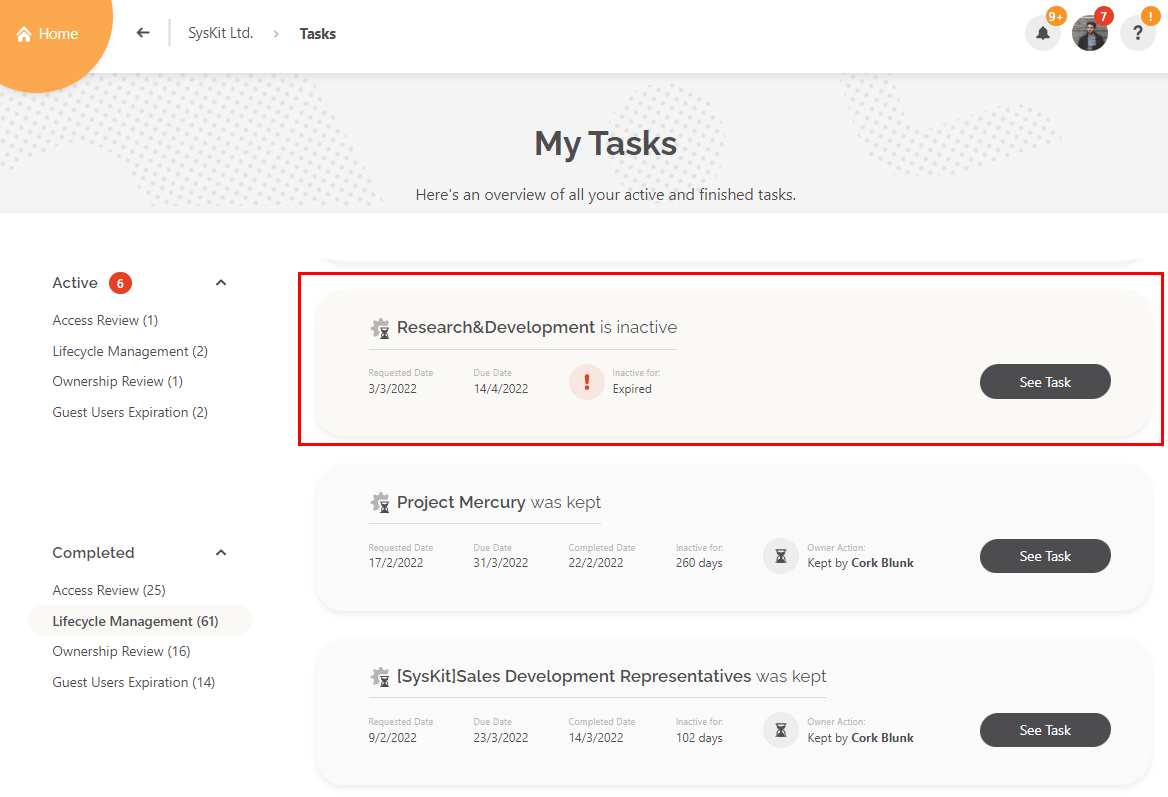 Home
SysKit Ltd.
Tasks
9+
7
!
?
My Tasks
Here's an overview of all your active and finished tasks.
Active 6
Access Review (1)
Lifecycle Management (2)
Ownership Review (1)
Guest Users Expiration (2)
Completed
Access Review (25)
Lifecycle Management (61)
Ownership Review (16)
Guest Users Expiration (14)
Research&Development is inactive
Requested Date Due Date Inactive for:
3/3/2022 14/4/2022 ! Expired
See Task
Project Mercury was kept
Requested Date Due Date Completed Date Inactive for: Owner Action:
17/2/2022 31/3/2022 22/2/2022 260 days Kept by Cork Blunk
See Task
[SysKit]Sales Development Representatives was kept
Requested Date Due Date Completed Date Inactive for: Owner Action:
9/2/2022 23/3/2022 14/3/2022 102 days Kept by Cork Blunk
See Task